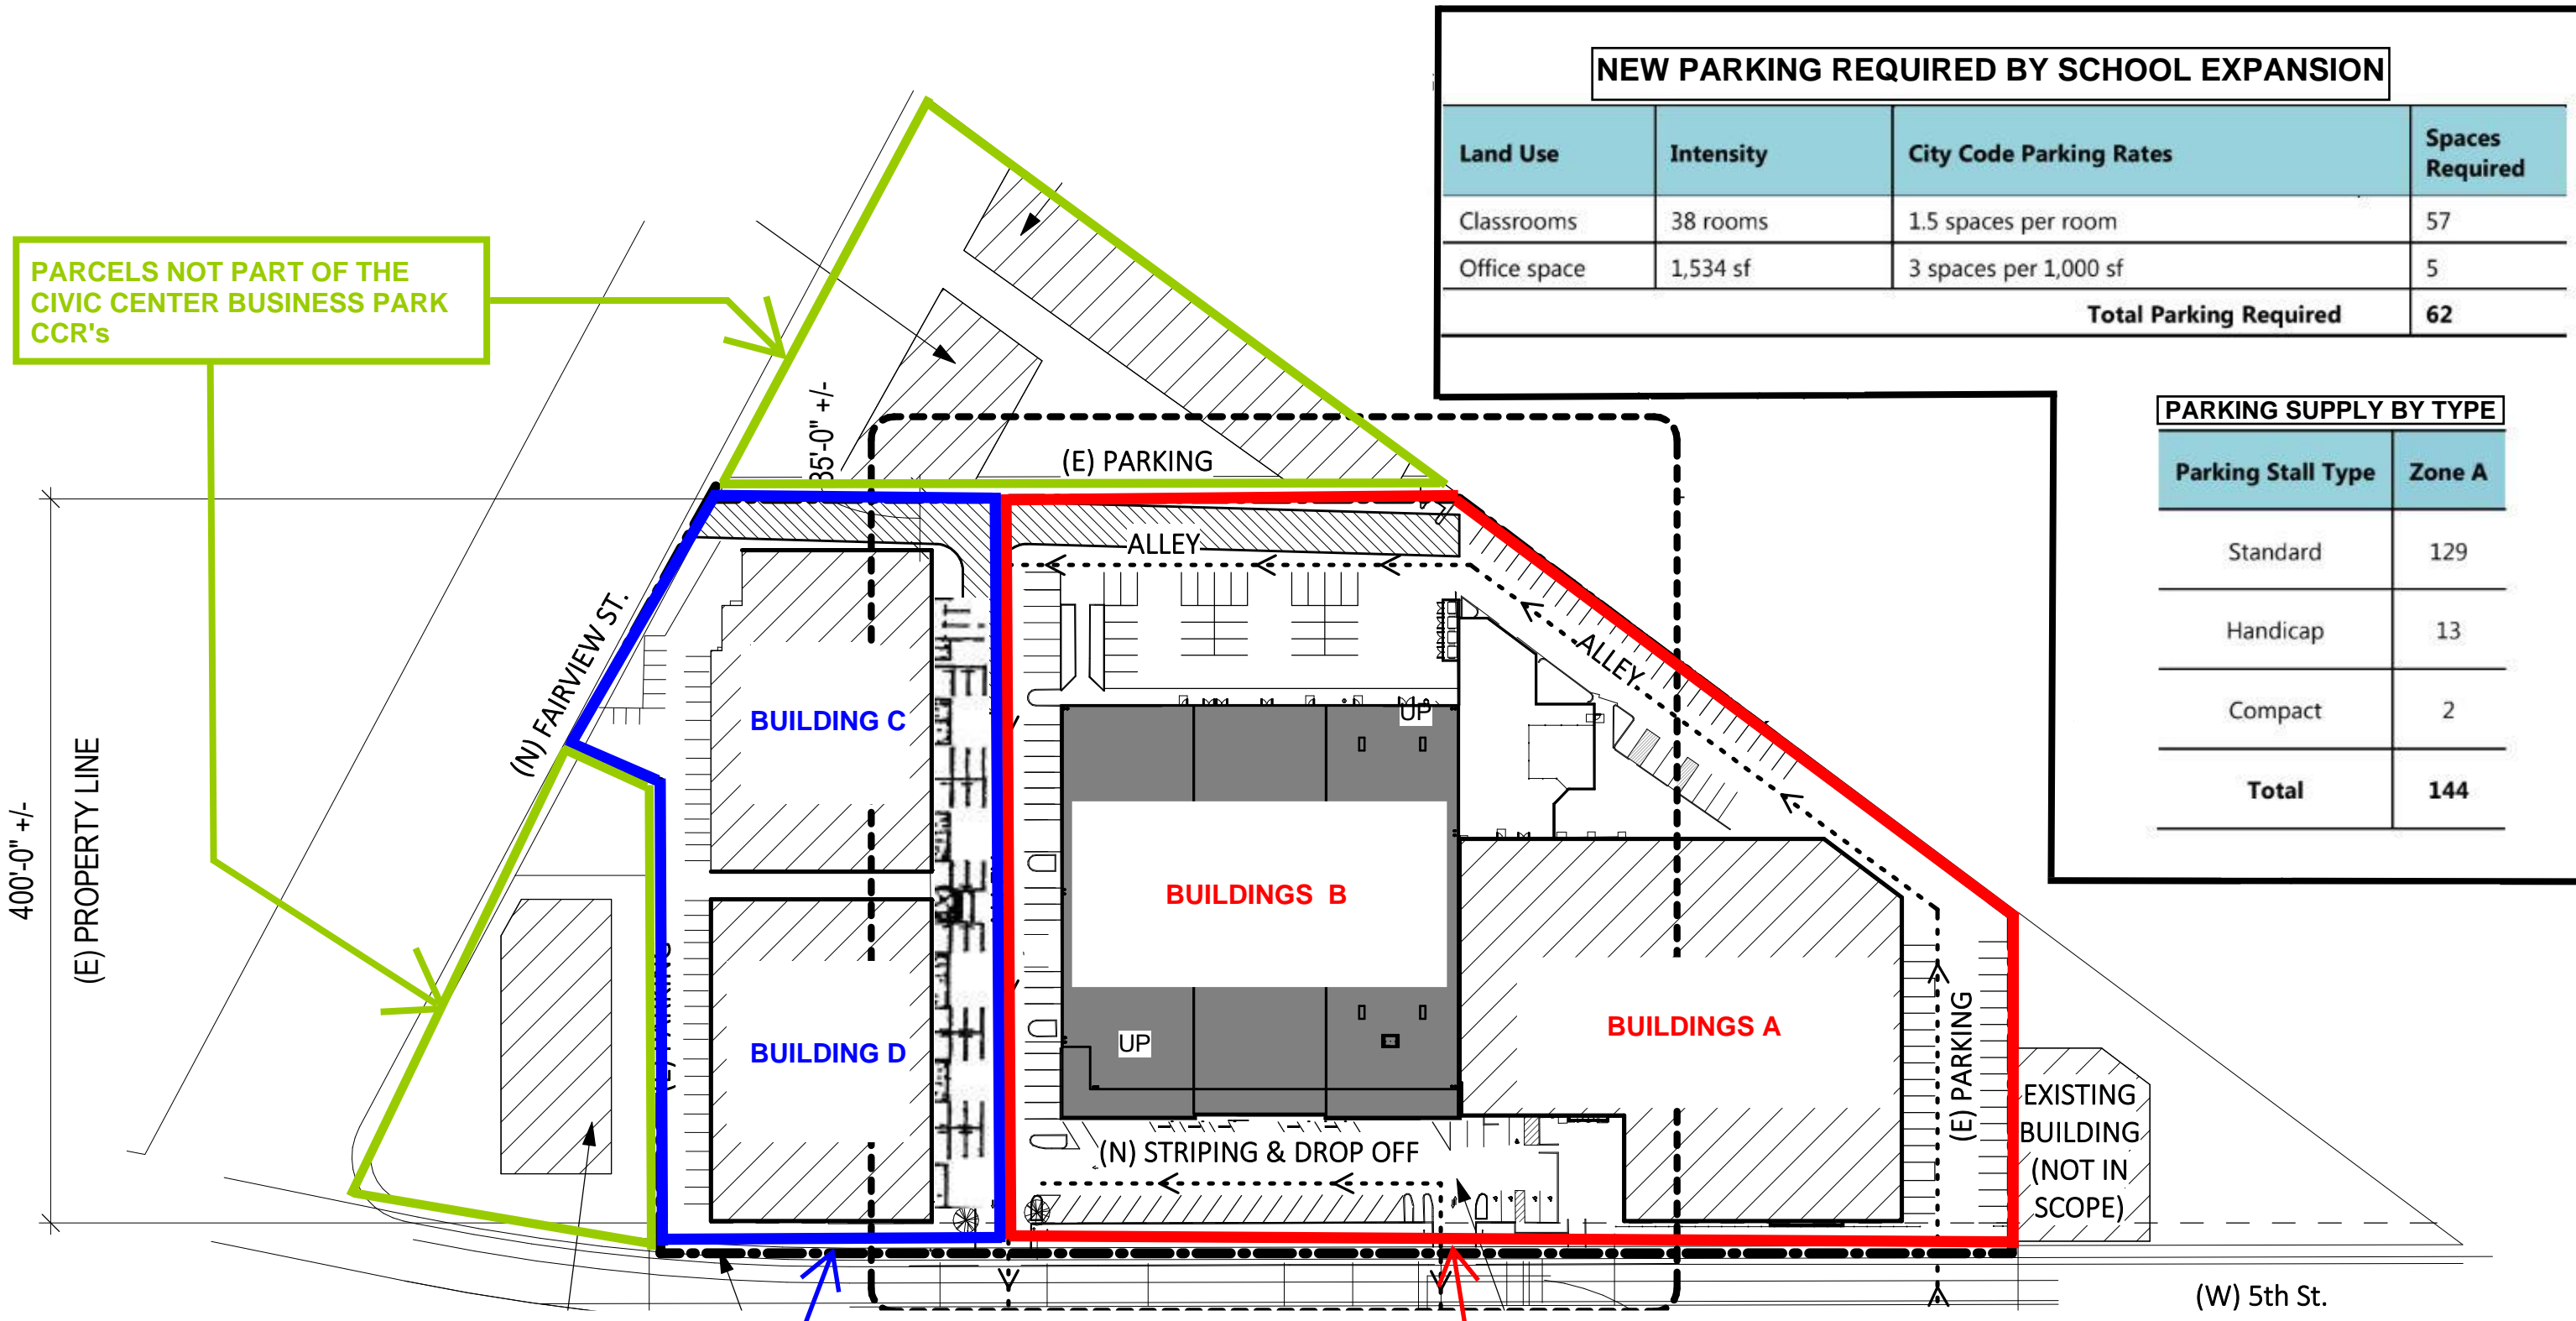 NEW PARKING REQUIRED BY SCHOOL EXPANSION
Land Use Intensity City Code Parking Rates Spaces Required
Classrooms 38 rooms 1.5 spaces per room 57
Office space 1,534 sf 3 spaces per 1,000 sf 5
Total Parking Required 62
PARKING SUPPLY BY TYPE
Parking Stall Type Zone A
Standard 129
Handicap 13
Compact 2
Total 144
PARCELS NOT PART OF THE
CIVIC CENTER BUSINESS PARK
CCR's
35'-0" +/-
(E) PARKING
ALLEY
ALLEY
(N) FAIRVIEW ST.
400'-0" +/-
(E) PROPERTY LINE
BUILDING C
UP
BUILDINGS B
BUILDINGS A
BUILDING D
UP
(E) PARKING
(N) STRIPING & DROP OFF
EXISTING
BUILDING
(NOT IN
SCOPE)
(W) 5th St.